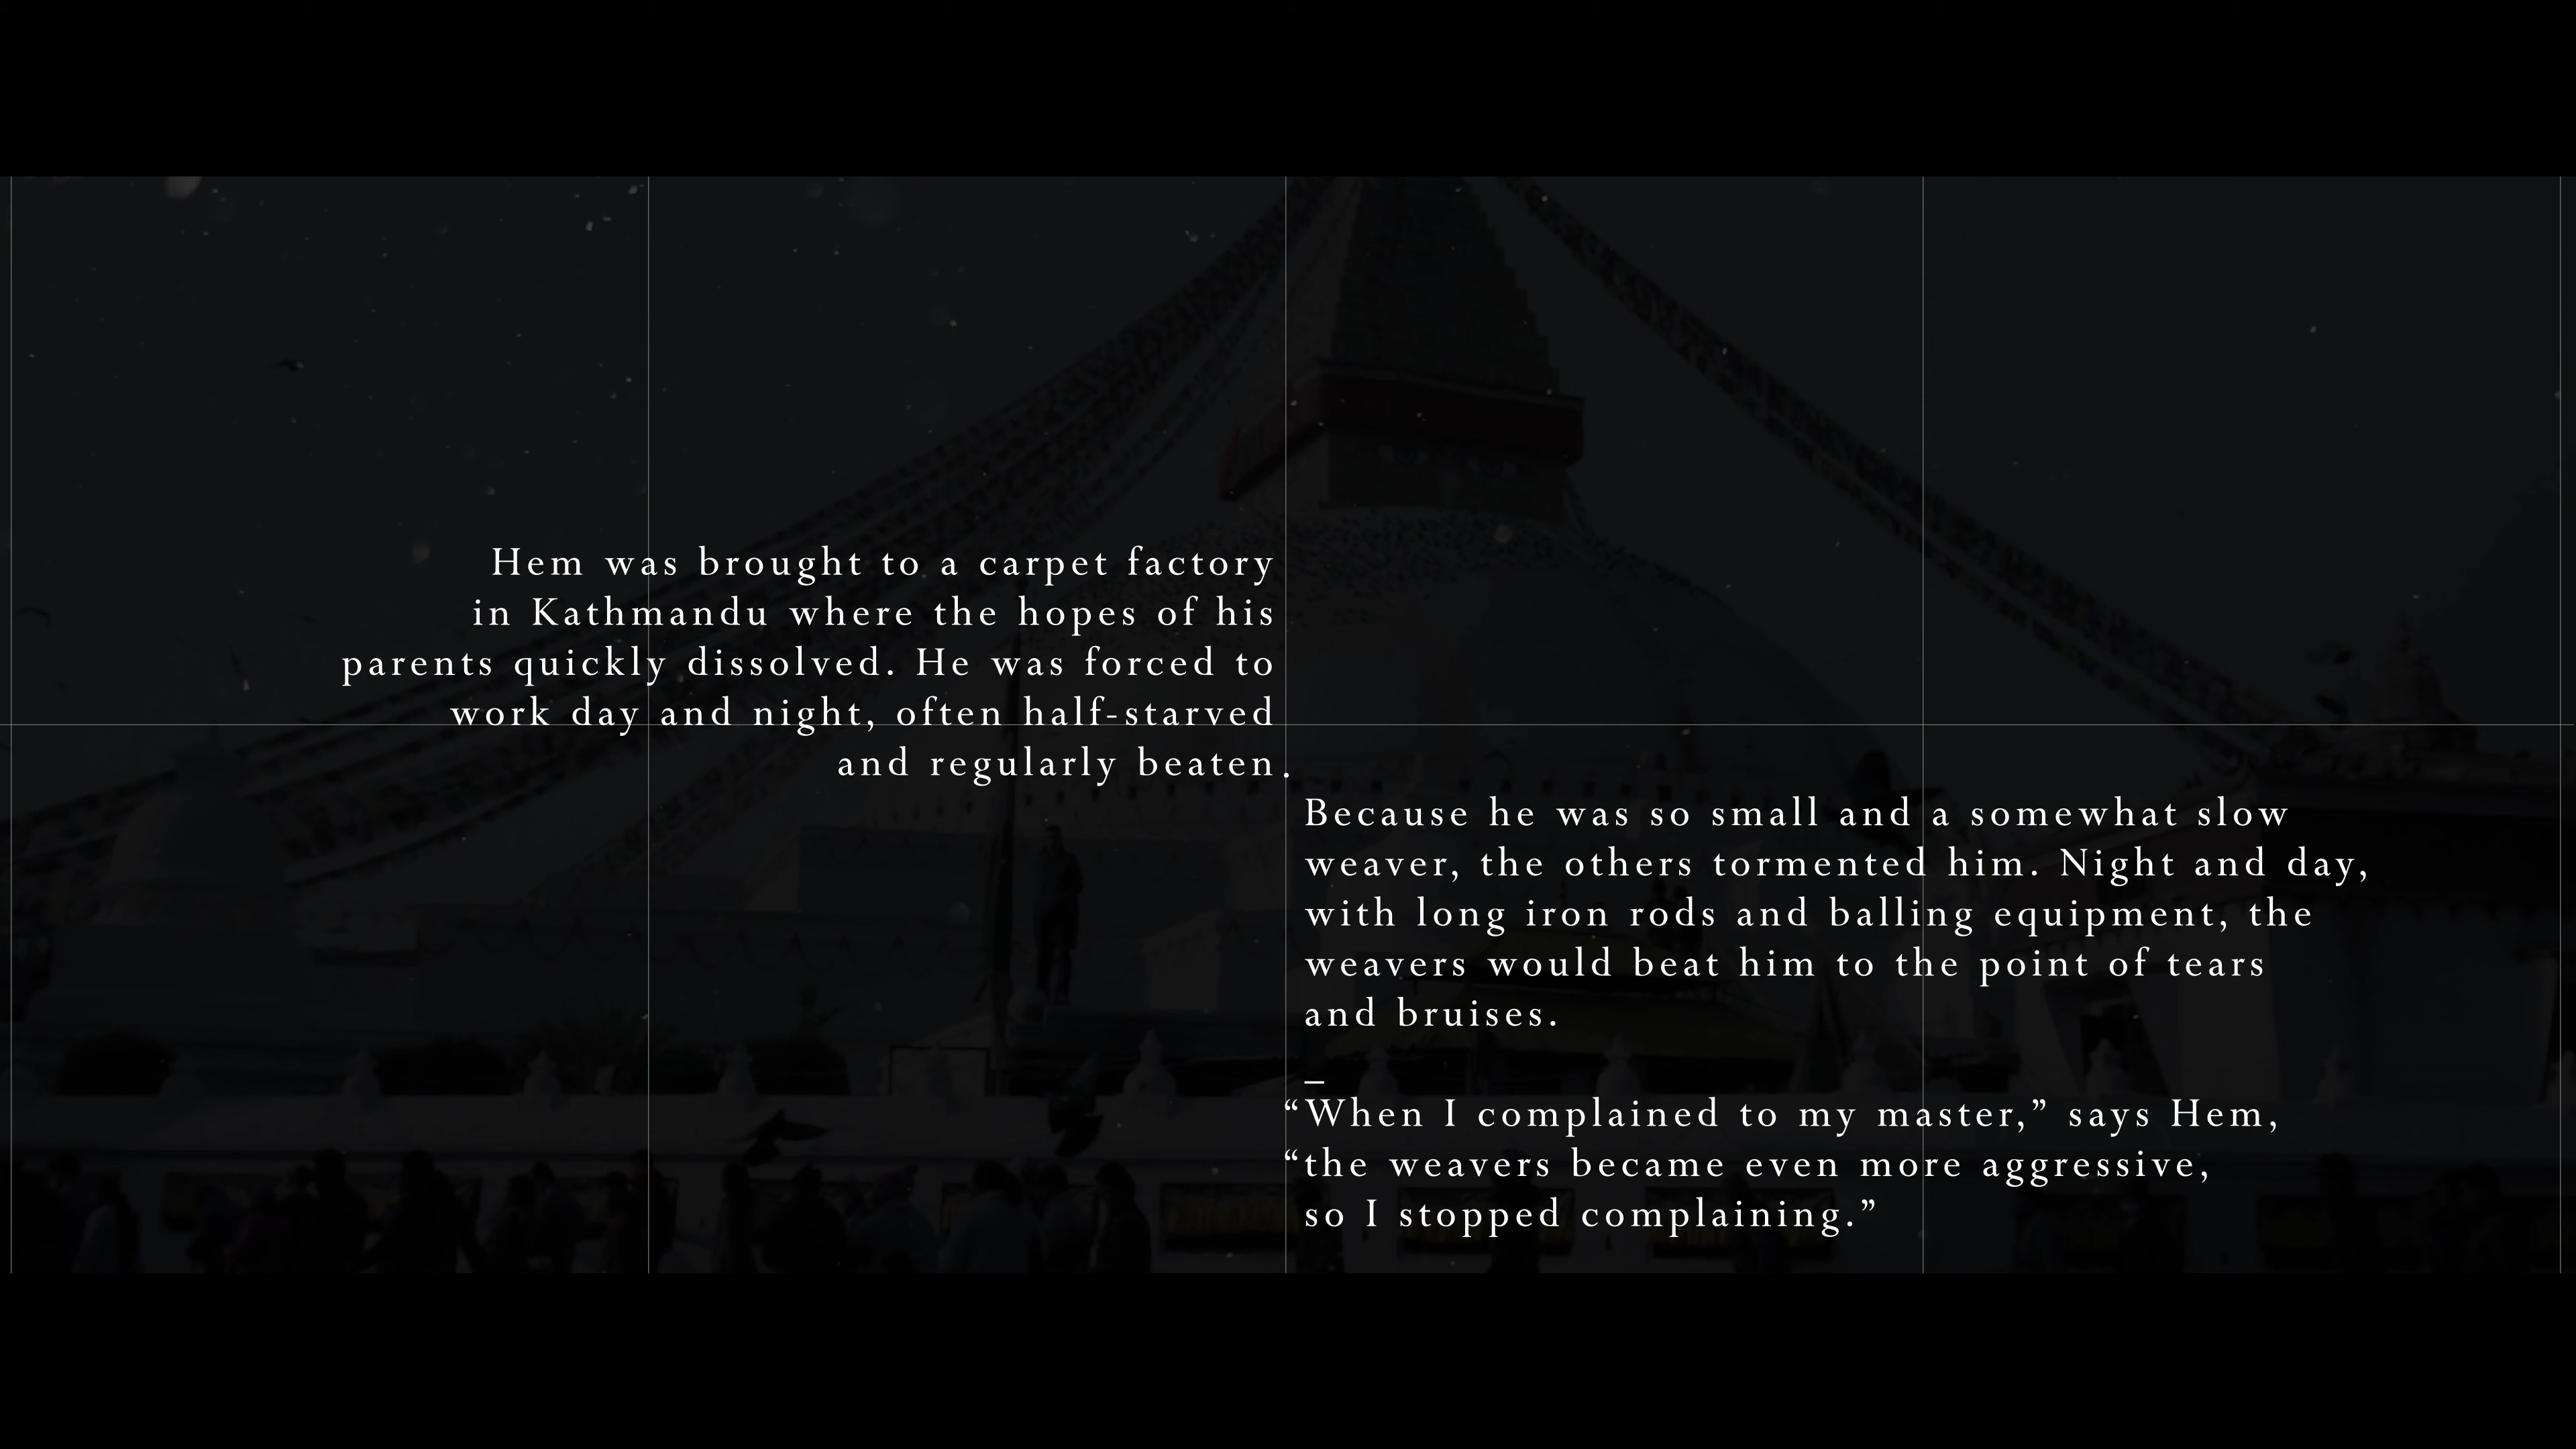 Hem was brought to a carpet factory
in Kathmandu where the hopes of his
parents quickly dissolved. He was forced to
work day and night, often half-starved
and regularly beaten.
Because he was so small and a somewhat slow
weaver, the others tormented him. Night and day,
with long iron rods and balling equipment, the
weavers would beat him to the point of tears
and bruises.
–
“When I complained to my master,” says Hem,
“the weavers became even more aggressive,
so I stopped complaining.”